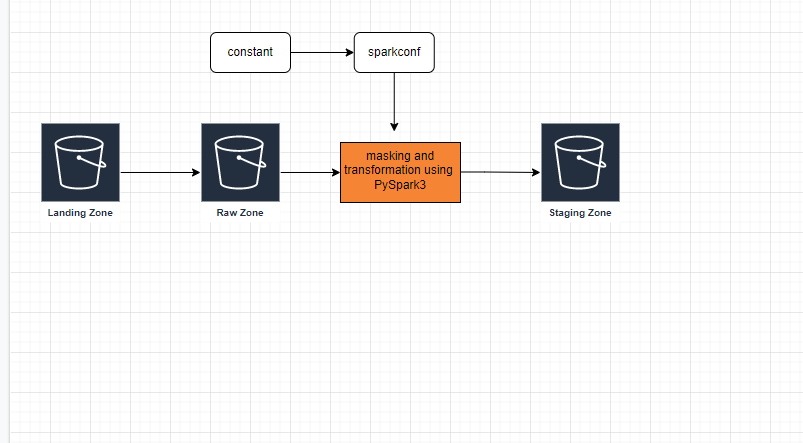 constant
sparkconf
masking and
transformation using
PySpark3
Landing Zone
Raw Zone
Staging Zone